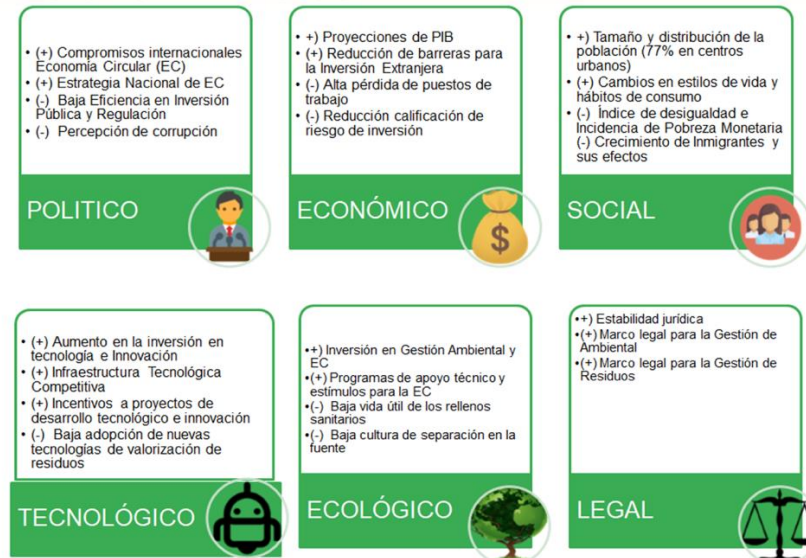 • (+) Compromisos internacionales
Economía Circular (EC)
• (+) Estrategia Nacional de EC
• (-) Baja Eficiencia en Inversión
Pública y Regulación
• (-) Percepción de corrupción
POLITICO
• +) Proyecciones de PIB
• (+) Reducción de barreras para
la Inversión Extranjera
• (-) Alta pérdida de puestos de
trabajo
• (-) Reducción calificación de
riesgo de inversión
ECONÓMICO
$
• +) Tamaño y distribución de la
población (77% en centros
urbanos)
• (+) Cambios en estilos de vida y
hábitos de consumo
• (-) Índice de desigualdad e
Incidencia de Pobreza Monetaria
(-) Crecimiento de Inmigrantes y
sus efectos
SOCIAL
• (+) Aumento en la inversión en
tecnología e Innovación
• (+) Infraestructura Tecnológica
Competitiva
• (+) Incentivos a proyectos de
desarrollo tecnológico e innovación
• (-) Baja adopción de nuevas
tecnologías de valorización de
residuos
TECNOLÓGICO
•+) Inversión en Gestión Ambiental y
EC
•(+) Programas de apoyo técnico y
estímulos para la EC
•(-) Baja vida útil de los rellenos
sanitarios
•(-) Baja cultura de separación en la
fuente
ECOLÓGICO
•+) Estabilidad jurídica
•(+) Marco legal para la Gestión de
Ambiental
•(+) Marco legal para la Gestión de
Residuos
LEGAL